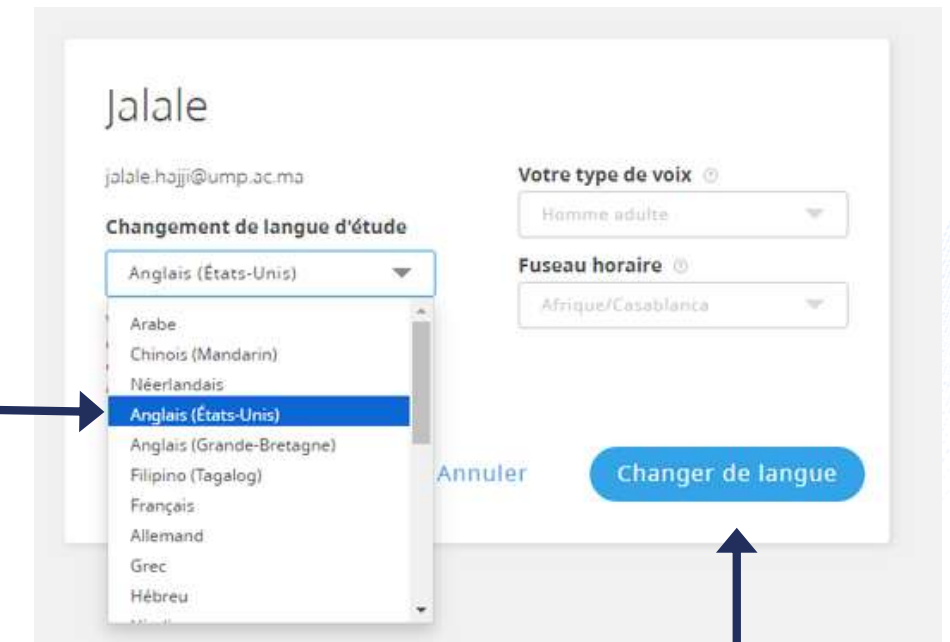 Jalale
jalale.hajji@ump.ac.ma
Changement de langue d'étude
Anglais (États-Unis)
Arabe
Chinois (Mandarin)
Néerlandais
Anglais (États-Unis)
Anglais (Grande-Bretagne)
Filipino (Tagalog)
Français
Allemand
Grec
Hébreu
Votre type de voix
Homme adulte
Fuseau horaire
Afrique/Casablanca
Annuler
Changer de langue